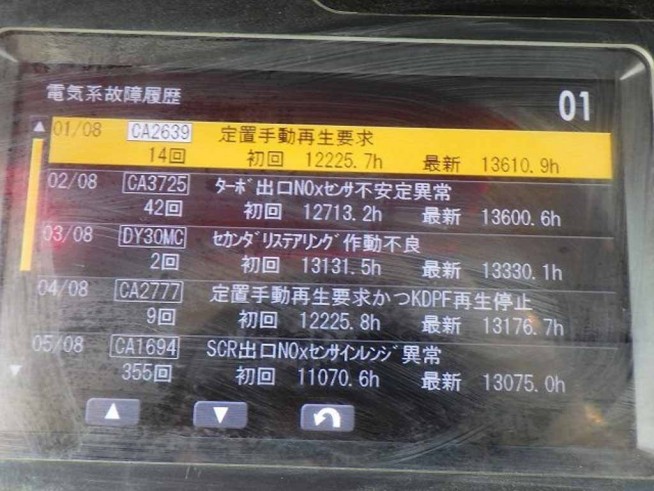 電気系故障履歴
01
01/08 CA2639 定置手動再生要求
14回 初回 12225.7h 最新 13610.9h
02/08 CA3725 ﾀｰﾎﾞ出口NOxｾﾝｻ不安定異常
42回 初回 12713.2h 最新 13600.6h
03/08 DY30MC ｾｶﾝﾀﾞﾘｽﾃｱﾘﾝｸﾞ作動不良
2回 初回 13131.5h 最新 13330.1h
04/08 CA2777 定置手動再生要求かつKDPF再生停止
9回 初回 12225.8h 最新 13176.7h
05/08 CA1694 SCR出口NOxｾﾝｻｲﾝﾚﾝｼﾞ異常
355回 初回 11070.6h 最新 13075.0h